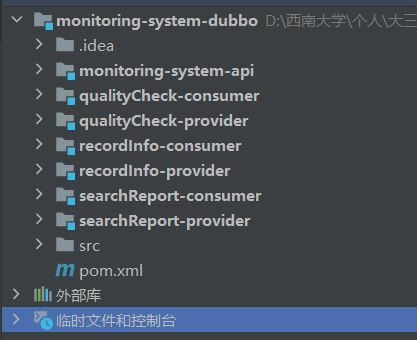 monitoring-system-dubbo D:\西南大学\个人\大三
.idea
monitoring-system-api
qualityCheck-consumer
qualityCheck-provider
recordInfo-consumer
recordInfo-provider
searchReport-consumer
searchReport-provider
src
pom.xml
外部库
临时文件和控制台